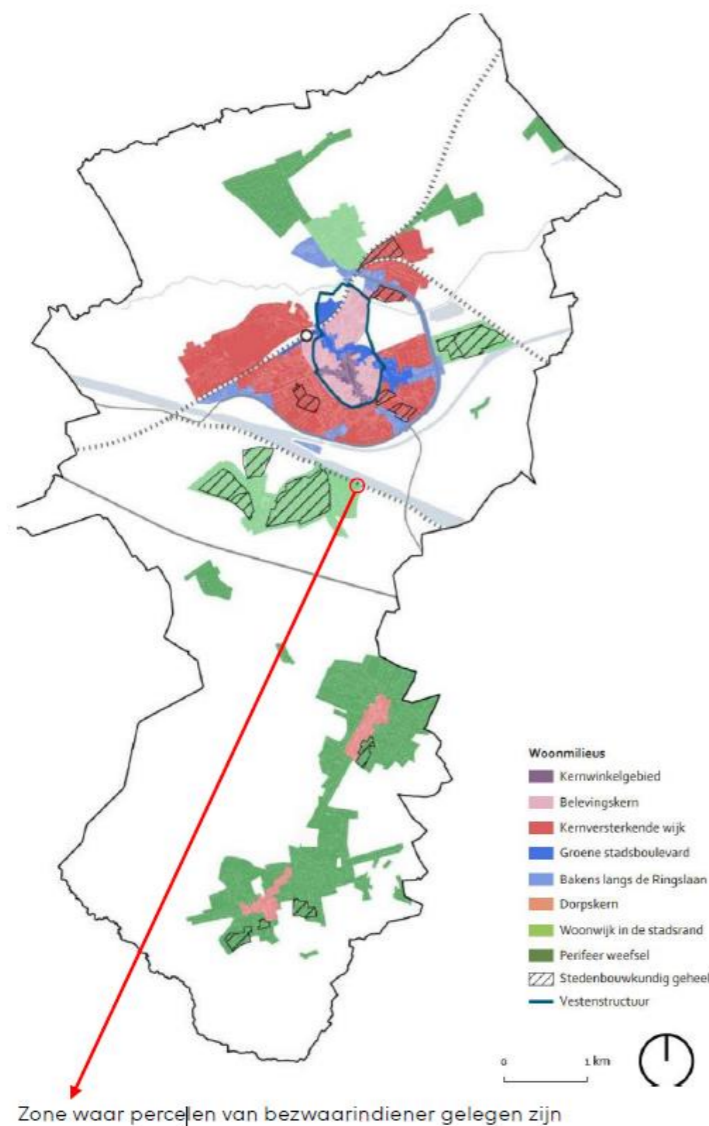 Woonmilieus
Kernwinkelgebied
Belevingskern
Kernversterkende wijk
Groene stadsboulevard
Bakens langs de Ringslaan
Dorpskern
Woonwijk in de stadsrand
Perifeer weefsel
Stedenbouwkundig geheel
Vestenstructuur
0 1 km
Zone waar percelen van bezwaarindiener gelegen zijn